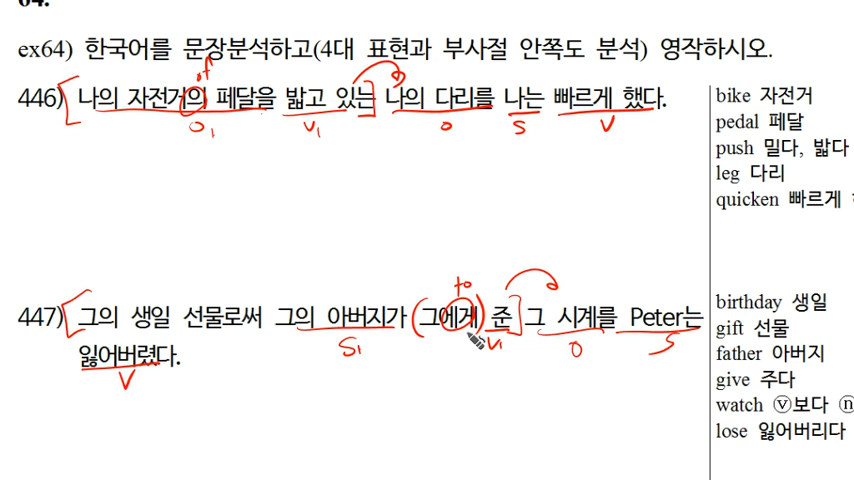 64.
ex64) 한국어를 문장분석하고(4대 표현과 부사절 안쪽도 분석) 영작하시오.
of
446) 나의 자전거의 페달을 밟고 있는 나의 다리를 나는 빠르게 했다.
O1 V1 O S V
bike 자전거
pedal 페달
push 밀다, 밟다
leg 다리
quicken 빠르게
to
447) 그의 생일 선물로써 그의 아버지가 (그에게) 준 그 시계를 Peter는
S1 V1 O S
잃어버렸다.
V
birthday 생일
gift 선물
father 아버지
give 주다
watch ⓥ보다 ⓝ
lose 잃어버리다